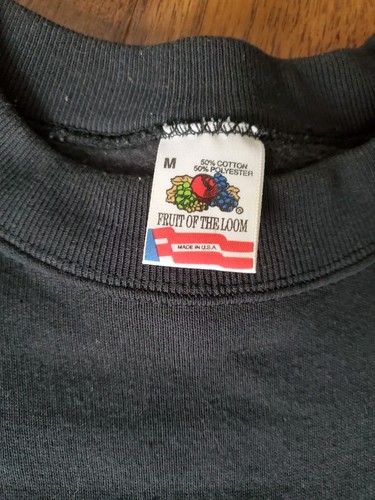 M
50% COTTON
50% POLYESTER
®
FRUIT OF THE LOOM
MADE IN U.S.A.